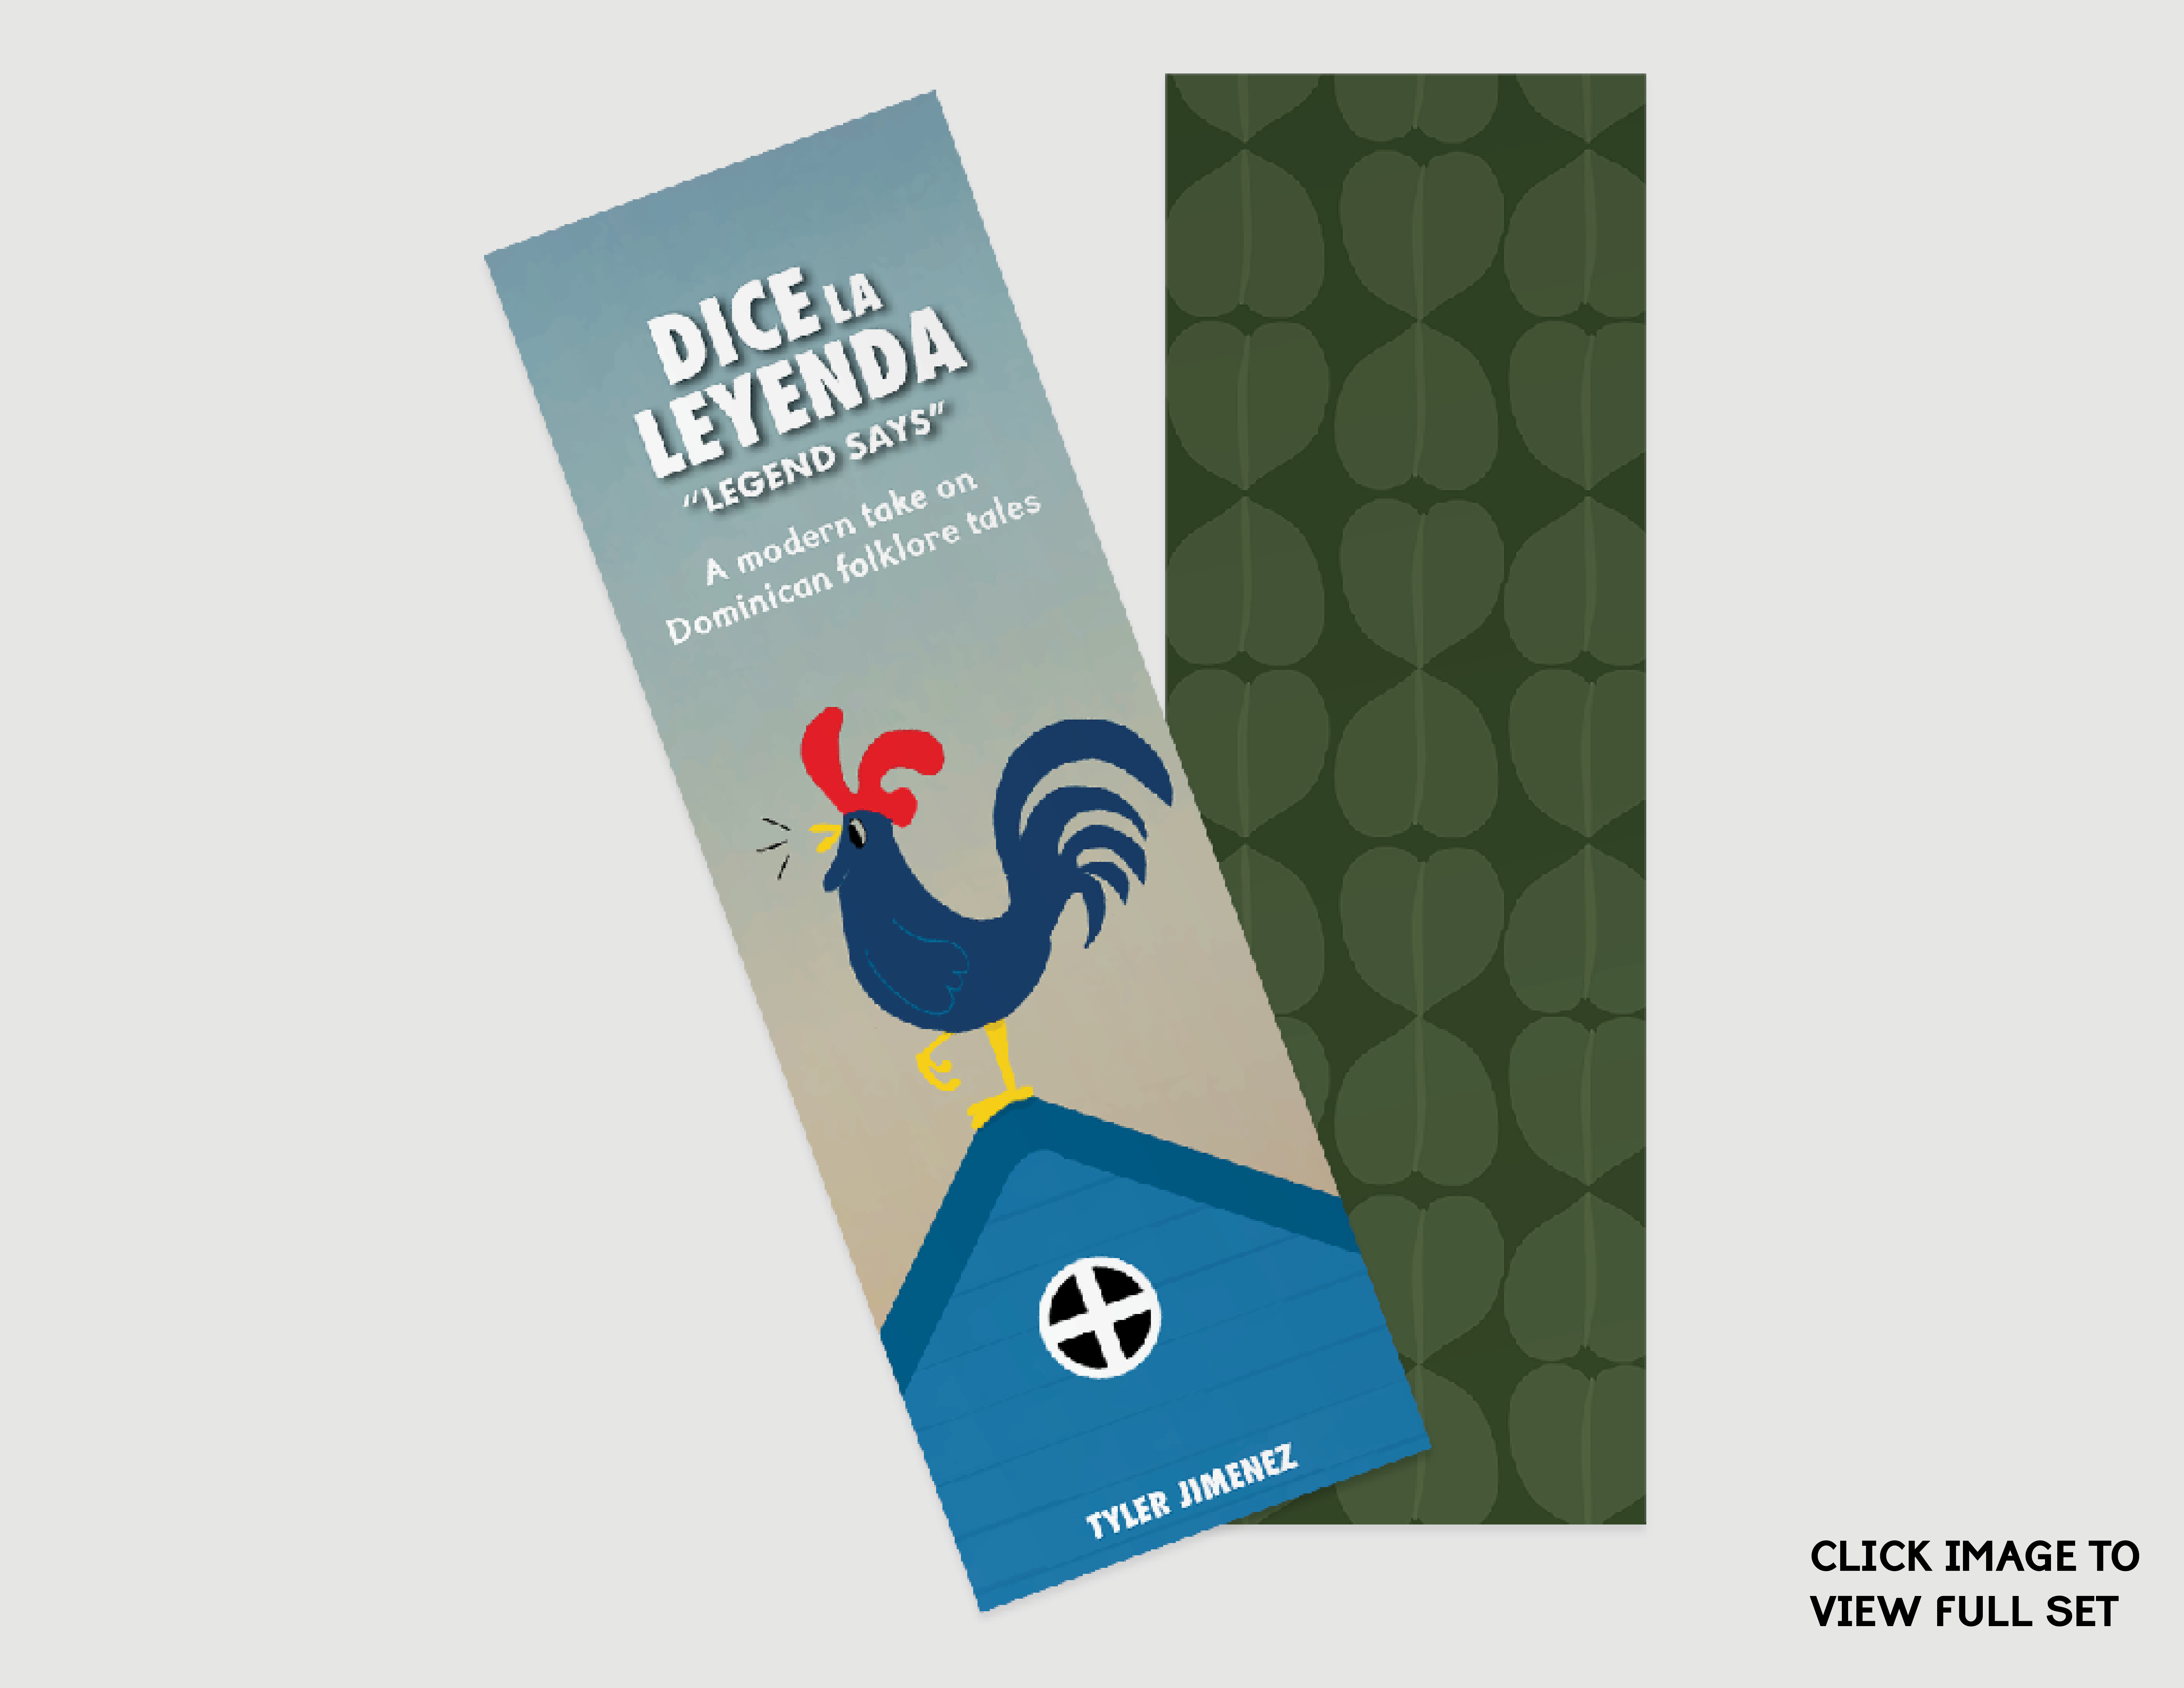 DICE LA
LEYENDA
“LEGEND SAYS”
A modern take on
Dominican folklore tales
TYLER JIMENEZ
CLICK IMAGE TO
VIEW FULL SET